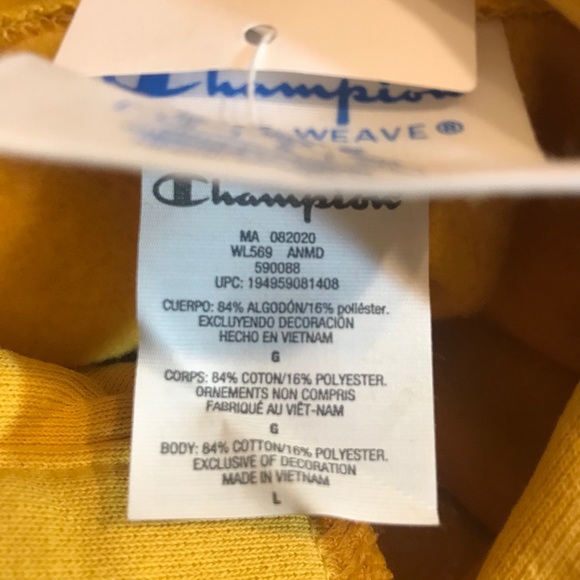 Champion
WEAVE®
Champion
MA 082020
WL569 ANMD
590088
UPC: 194959081408
CUERPO: 84% ALGODÓN/16% poliéster.
EXCLUYENDO DECORACIÓN
HECHO EN VIETNAM
G
CORPS: 84% COTON/16% POLYESTER.
ORNEMENTS NON COMPRIS
FABRIQUÉ AU VIÊT-NAM
G
BODY: 84% COTTON/16% POLYESTER.
EXCLUSIVE OF DECORATION
MADE IN VIETNAM
L